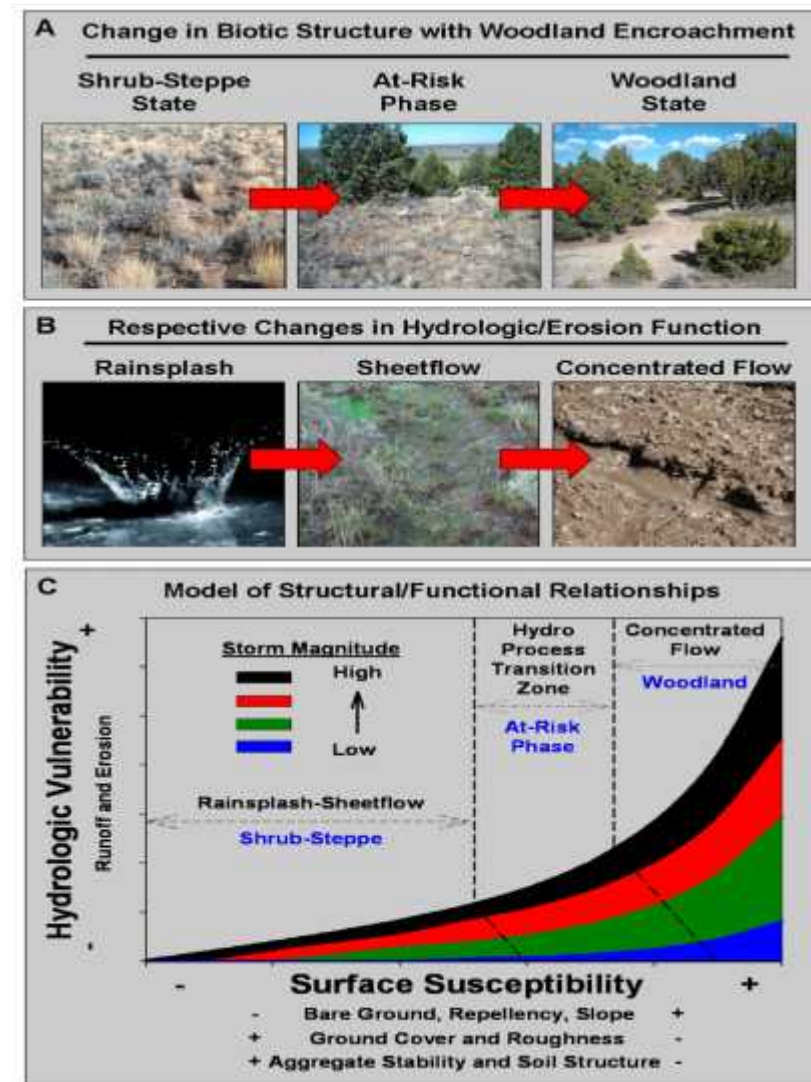 A Change in Biotic Structure with Woodland Encroachment
Shrub-Steppe
State
At-Risk
Phase
Woodland
State
B Respective Changes in Hydrologic/Erosion Function
Rainsplash
Sheetflow
Concentrated Flow
C Model of Structural/Functional Relationships
Storm Magnitude
High
Low
Hydro
Process
Transition
Zone
At-Risk
Phase
Concentrated
Flow
Woodland
Rainsplash-Sheetflow
Shrub-Steppe
+
Hydrologic Vulnerability
Runoff and Erosion
-
- Surface Susceptibility +
- Bare Ground, Repellency, Slope +
+ Ground Cover and Roughness -
+ Aggregate Stability and Soil Structure -